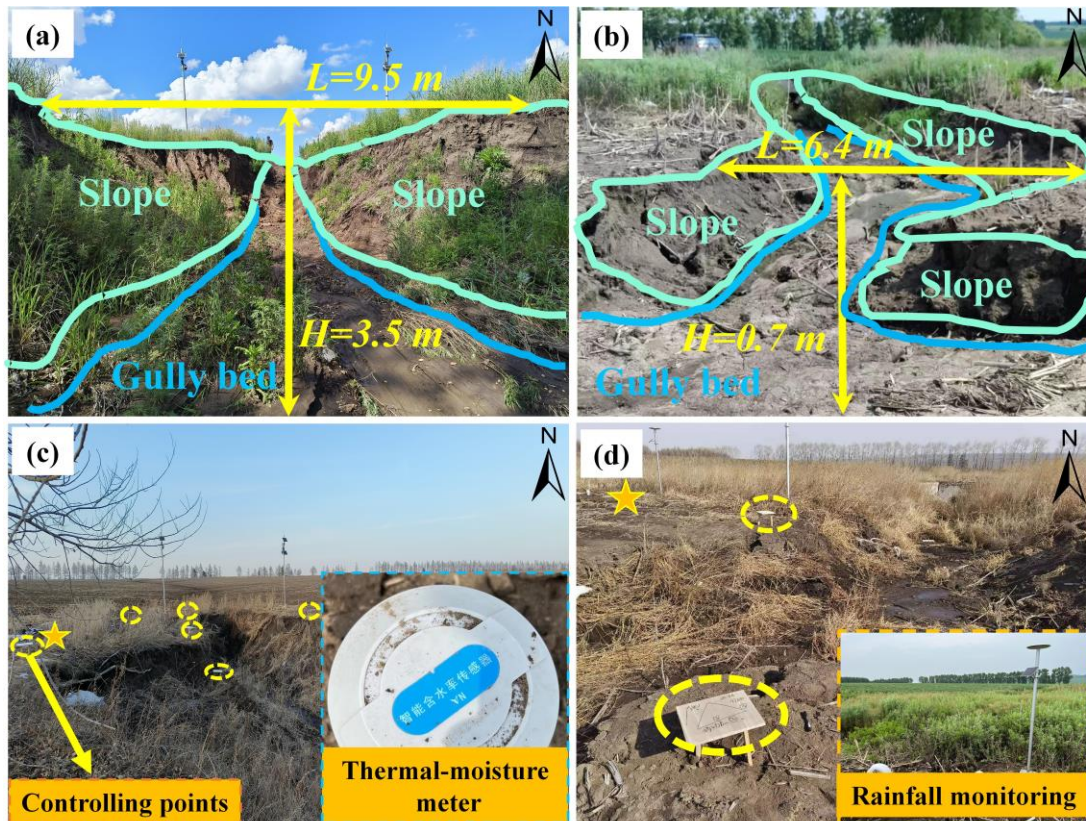 (a)
N
L=9.5 m
Slope
Slope
H=3.5 m
Gully bed
(b)
N
Slope
L=6.4 m
Slope
Slope
H=0.7 m
Gully bed
(c)
N
智能含水率传感器
NA
Controlling points
Thermal-moisture
meter
(d)
N
Rainfall monitoring